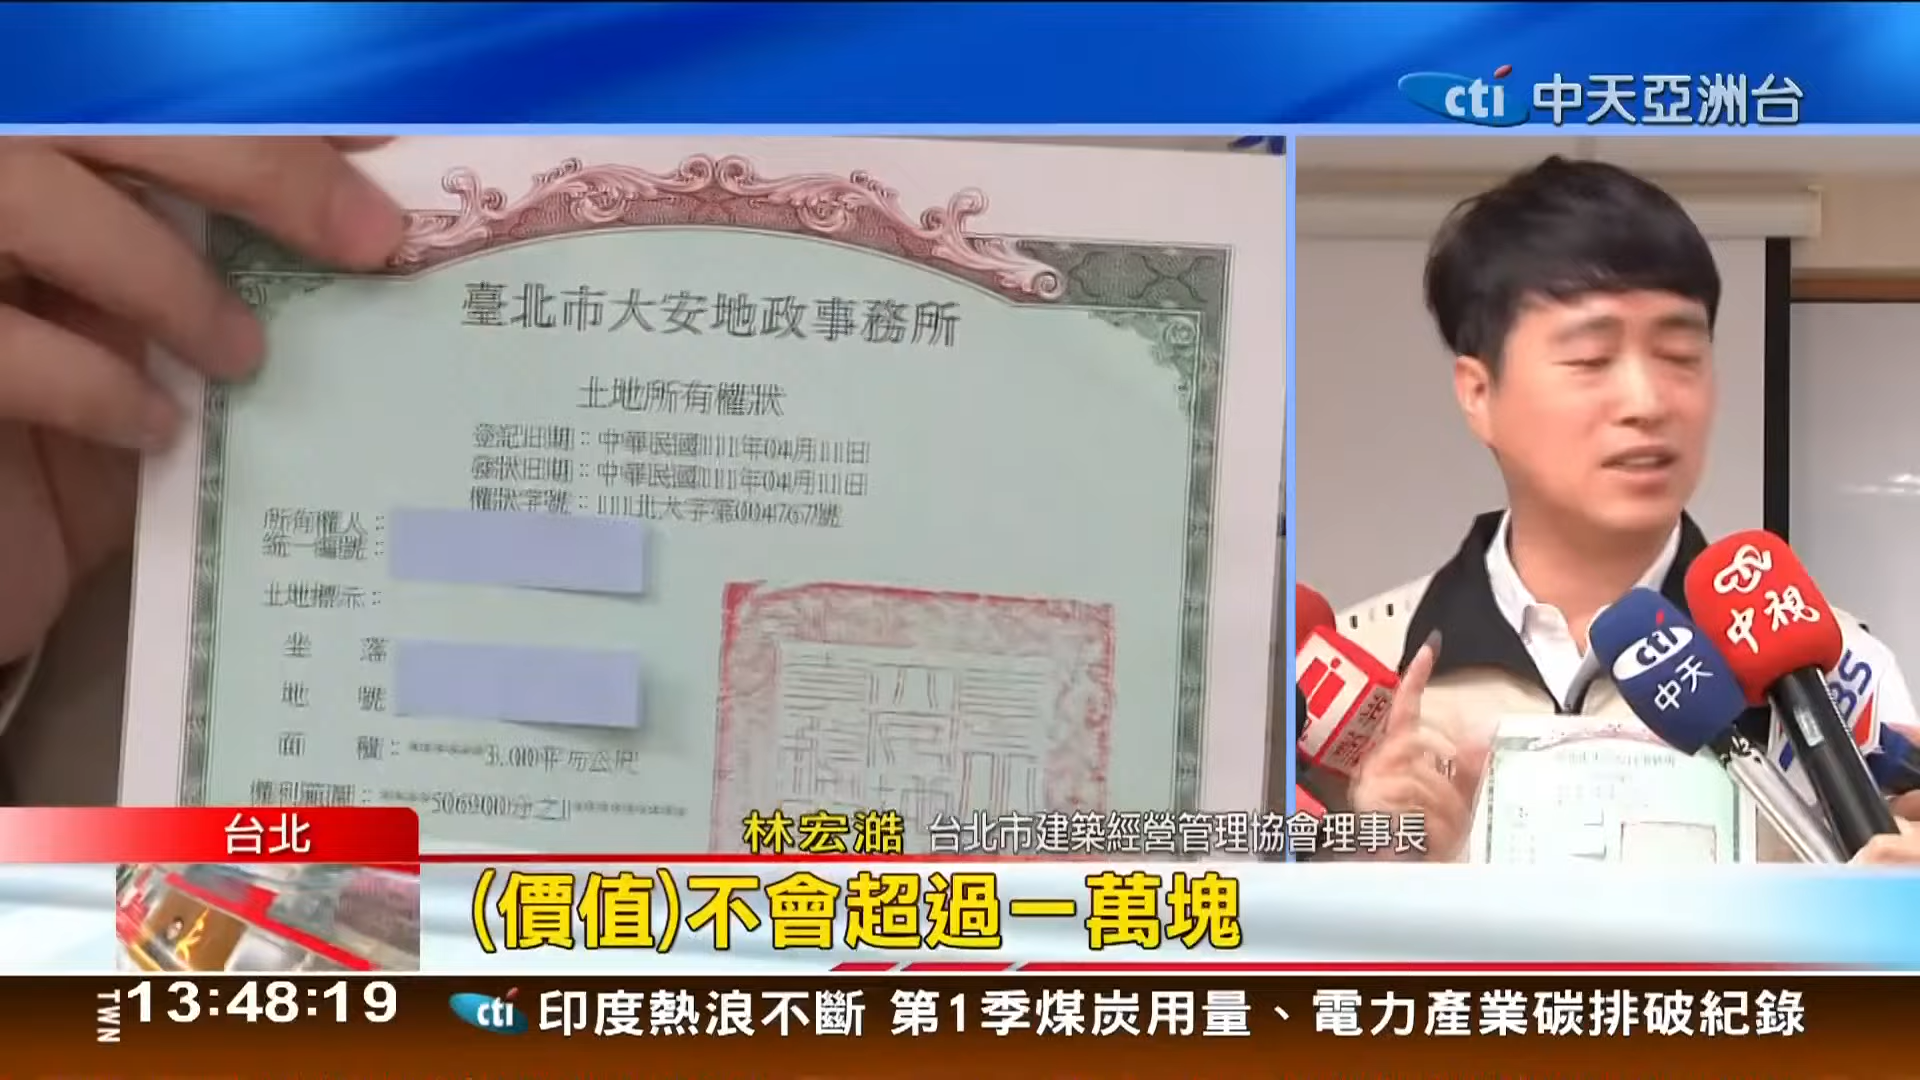 cti 中天亞洲台
臺北市大安地政事務所
土地所有權狀
登記日期：中華民國111年04月11日
發狀日期：中華民國111年04月11日
權狀字號：111北大字第004767號
所有權人：
統一編號：
土地標示：
坐 落
地 號
面 積：*******3.00平方公尺
權利範圍：****50690分之1*********
中視
cti
中天
台北
林宏澔 台北市建築經營管理協會理事長
(價值)不會超過一萬塊
TWN 13:48:19 cti 印度熱浪不斷 第1季煤炭用量、電力產業碳排破紀錄